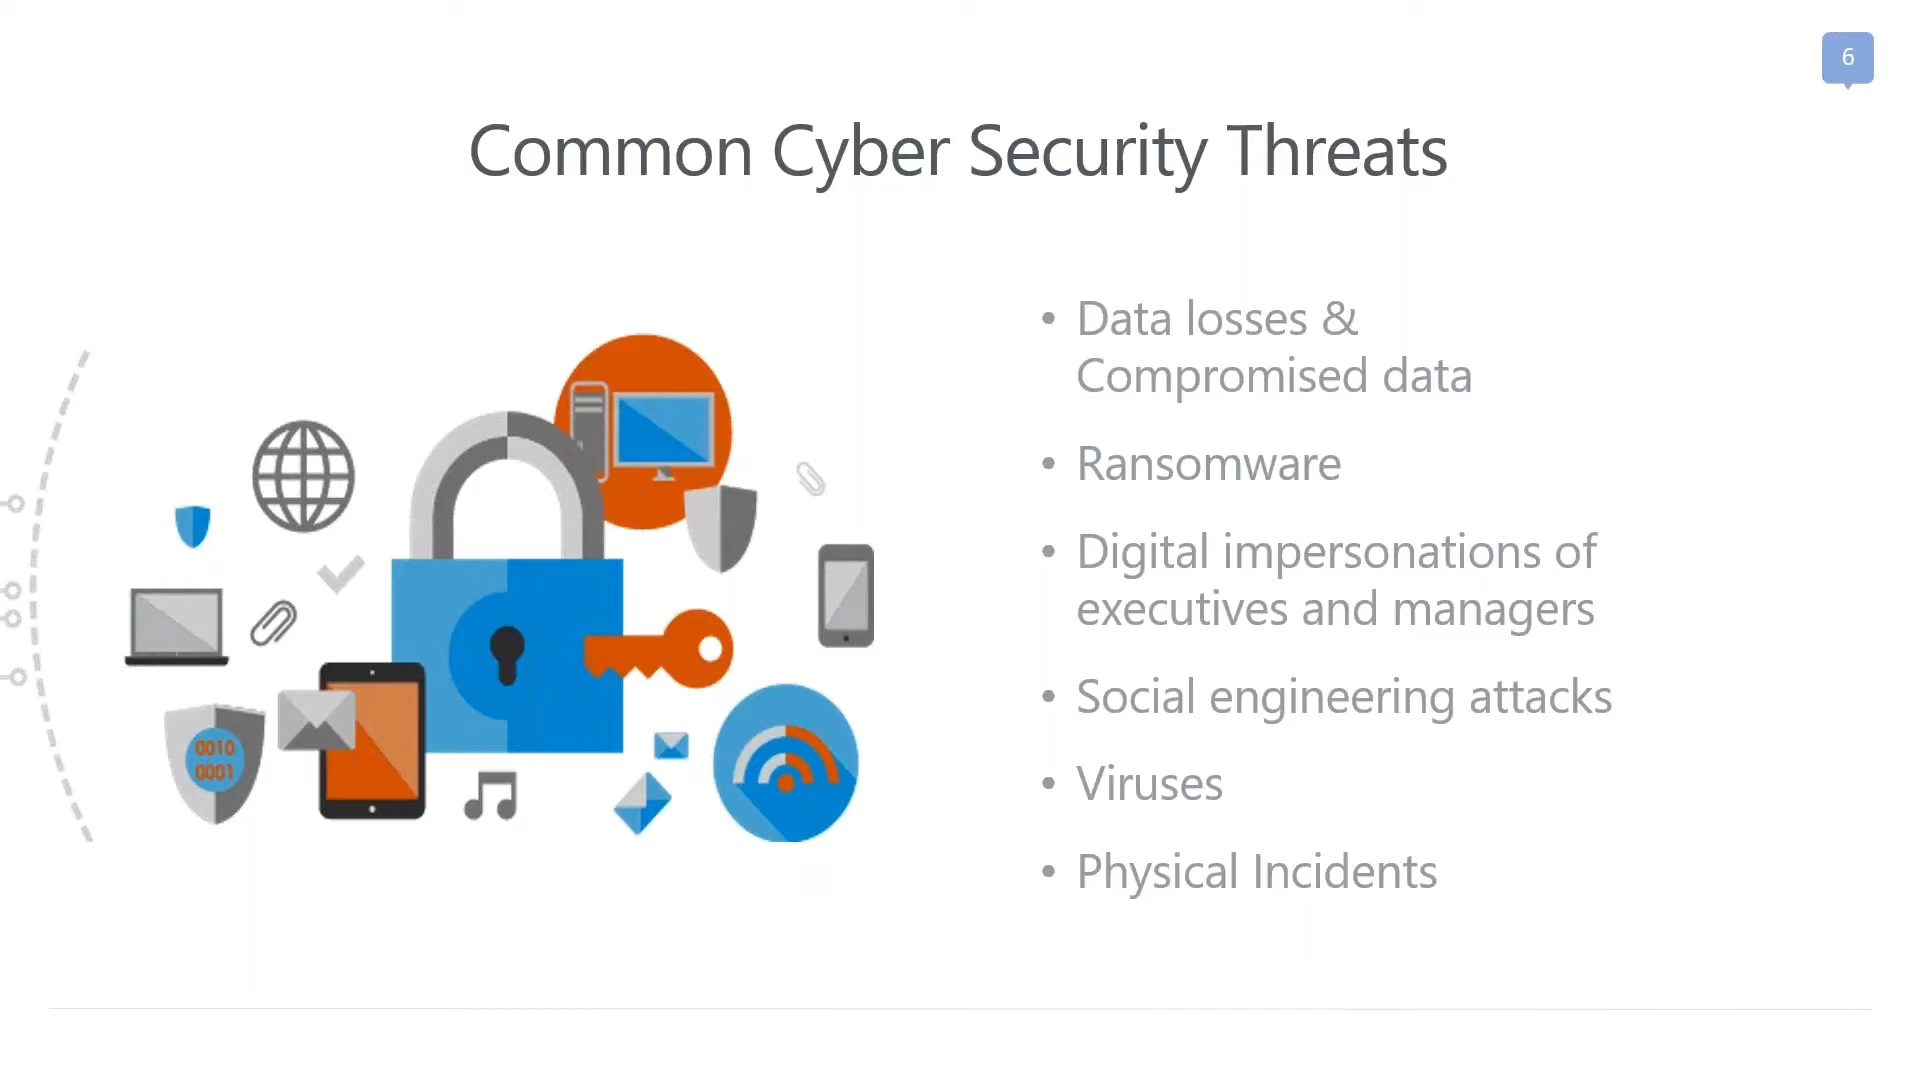 6
Common Cyber Security Threats
• Data losses &
Compromised data
• Ransomware
• Digital impersonations of
executives and managers
• Social engineering attacks
• Viruses
• Physical Incidents
0010
0001